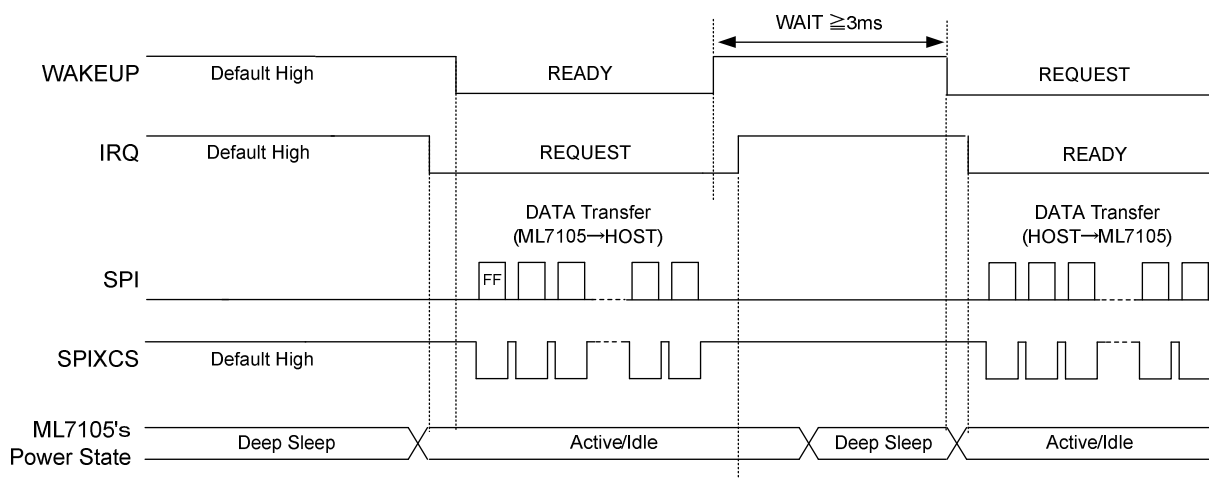 WAIT ≧3ms
WAKEUP
Default High
READY
REQUEST
IRQ
Default High
REQUEST
READY
DATA Transfer
(ML7105→HOST)
DATA Transfer
(HOST→ML7105)
SPI
FF
SPIXCS
Default High
ML7105's
Power State
Deep Sleep
Active/Idle
Deep Sleep
Active/Idle